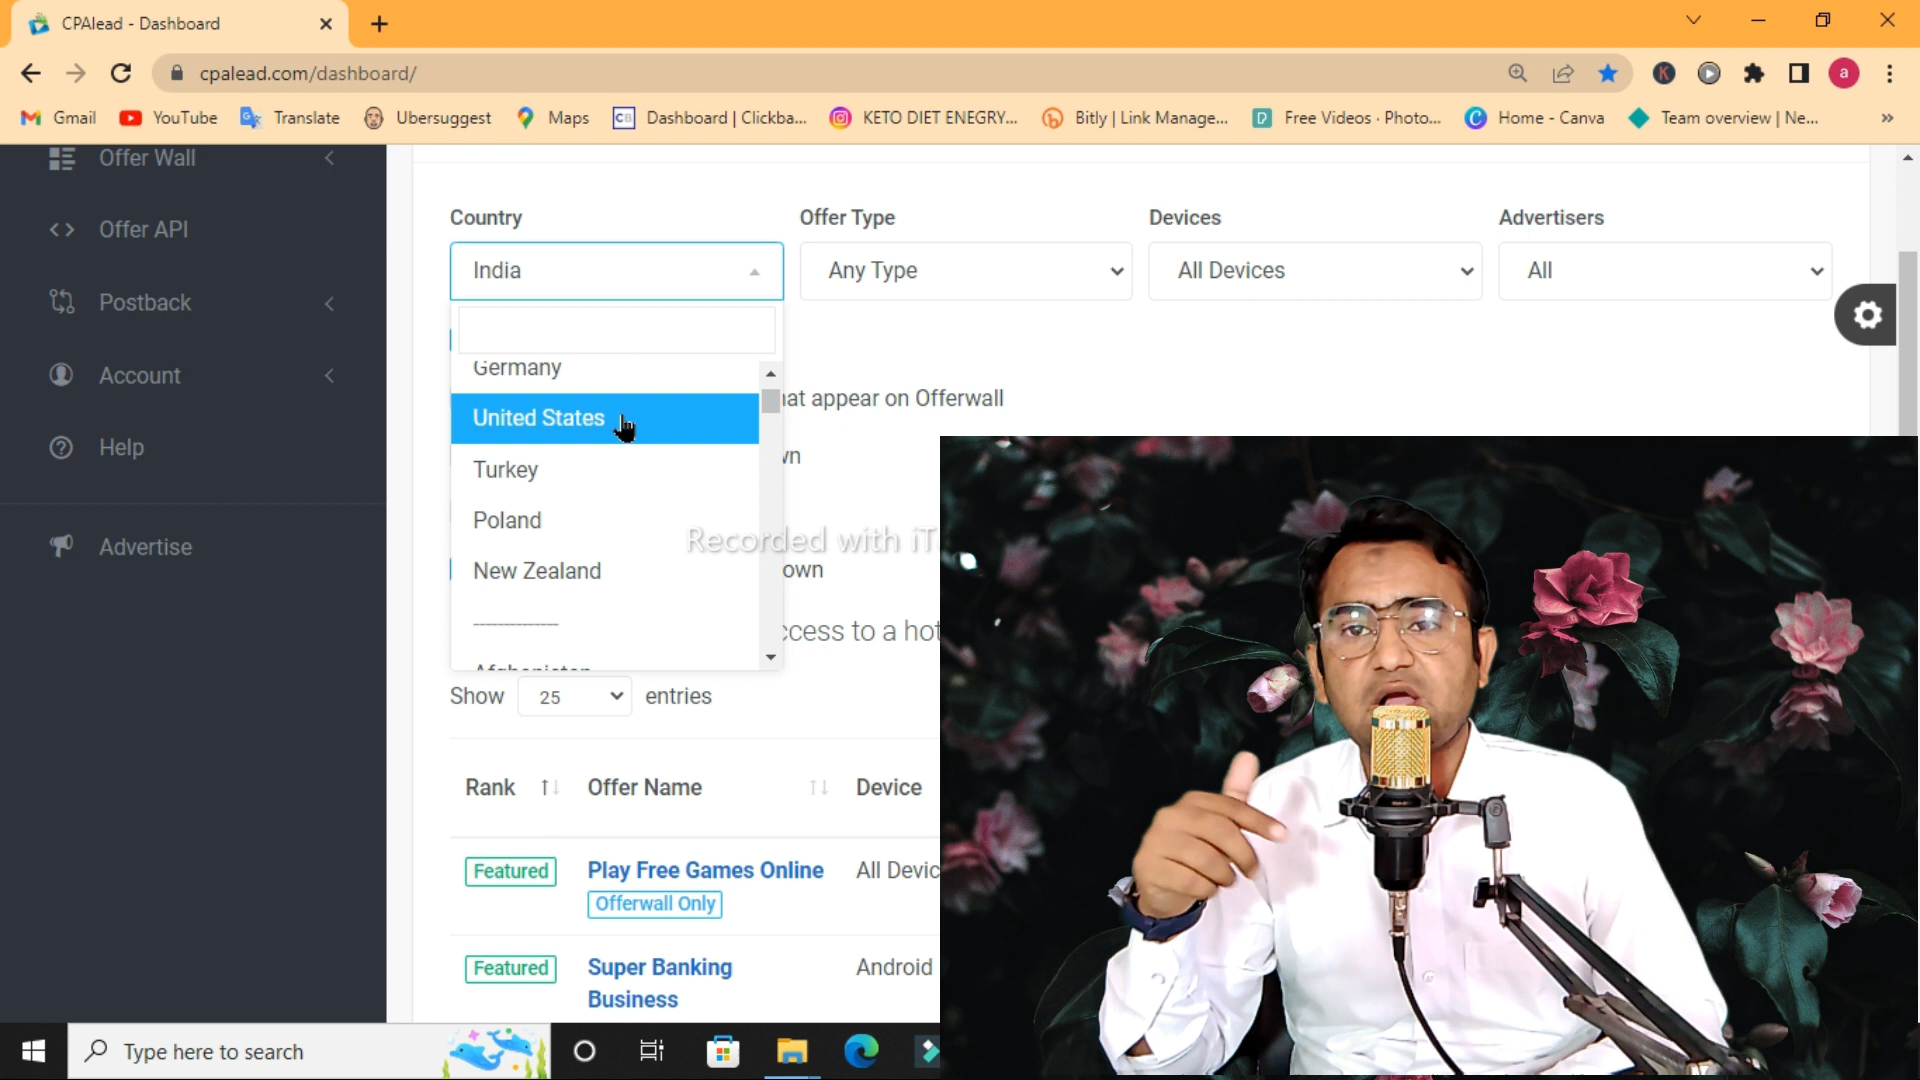 CPAlead - Dashboard
cpalead.com/dashboard/
K
a
Gmail
YouTube
Translate
Ubersuggest
Maps
CB
Dashboard | Clickba...
KETO DIET ENEGRY...
Bitly | Link Manage...
Free Videos · Photo...
Home - Canva
Team overview | Ne...
»
Offer Wall
Offer API
Postback
Account
Help
Advertise
Country
Offer Type
Devices
Advertisers
India
Any Type
All Devices
All
Germany
United States
Turkey
Poland
New Zealand
--------------
Afghanistan
hat appear on Offerwall
wn
Recorded with iT
own
ccess to a hot
Show 25 entries
Rank
Offer Name
Device
Featured
Play Free Games Online
All Devic
Offerwall Only
Featured
Super Banking
Business
Android
Type here to search